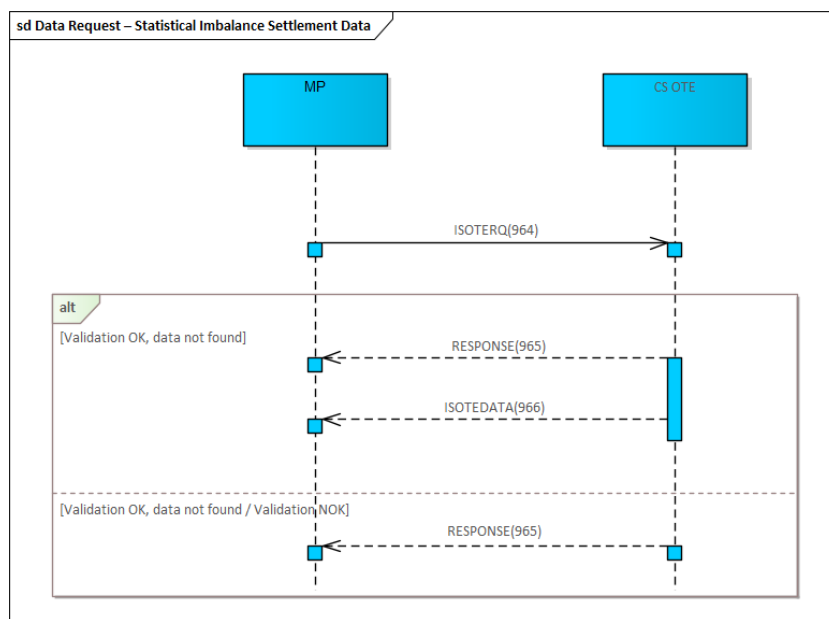 sd Data Request – Statistical Imbalance Settlement Data
MP
CS OTE
ISOTERQ(964)
alt
[Validation OK, data not found]
RESPONSE(965)
ISOTEDATA(966)
[Validation OK, data not found / Validation NOK]
RESPONSE(965)